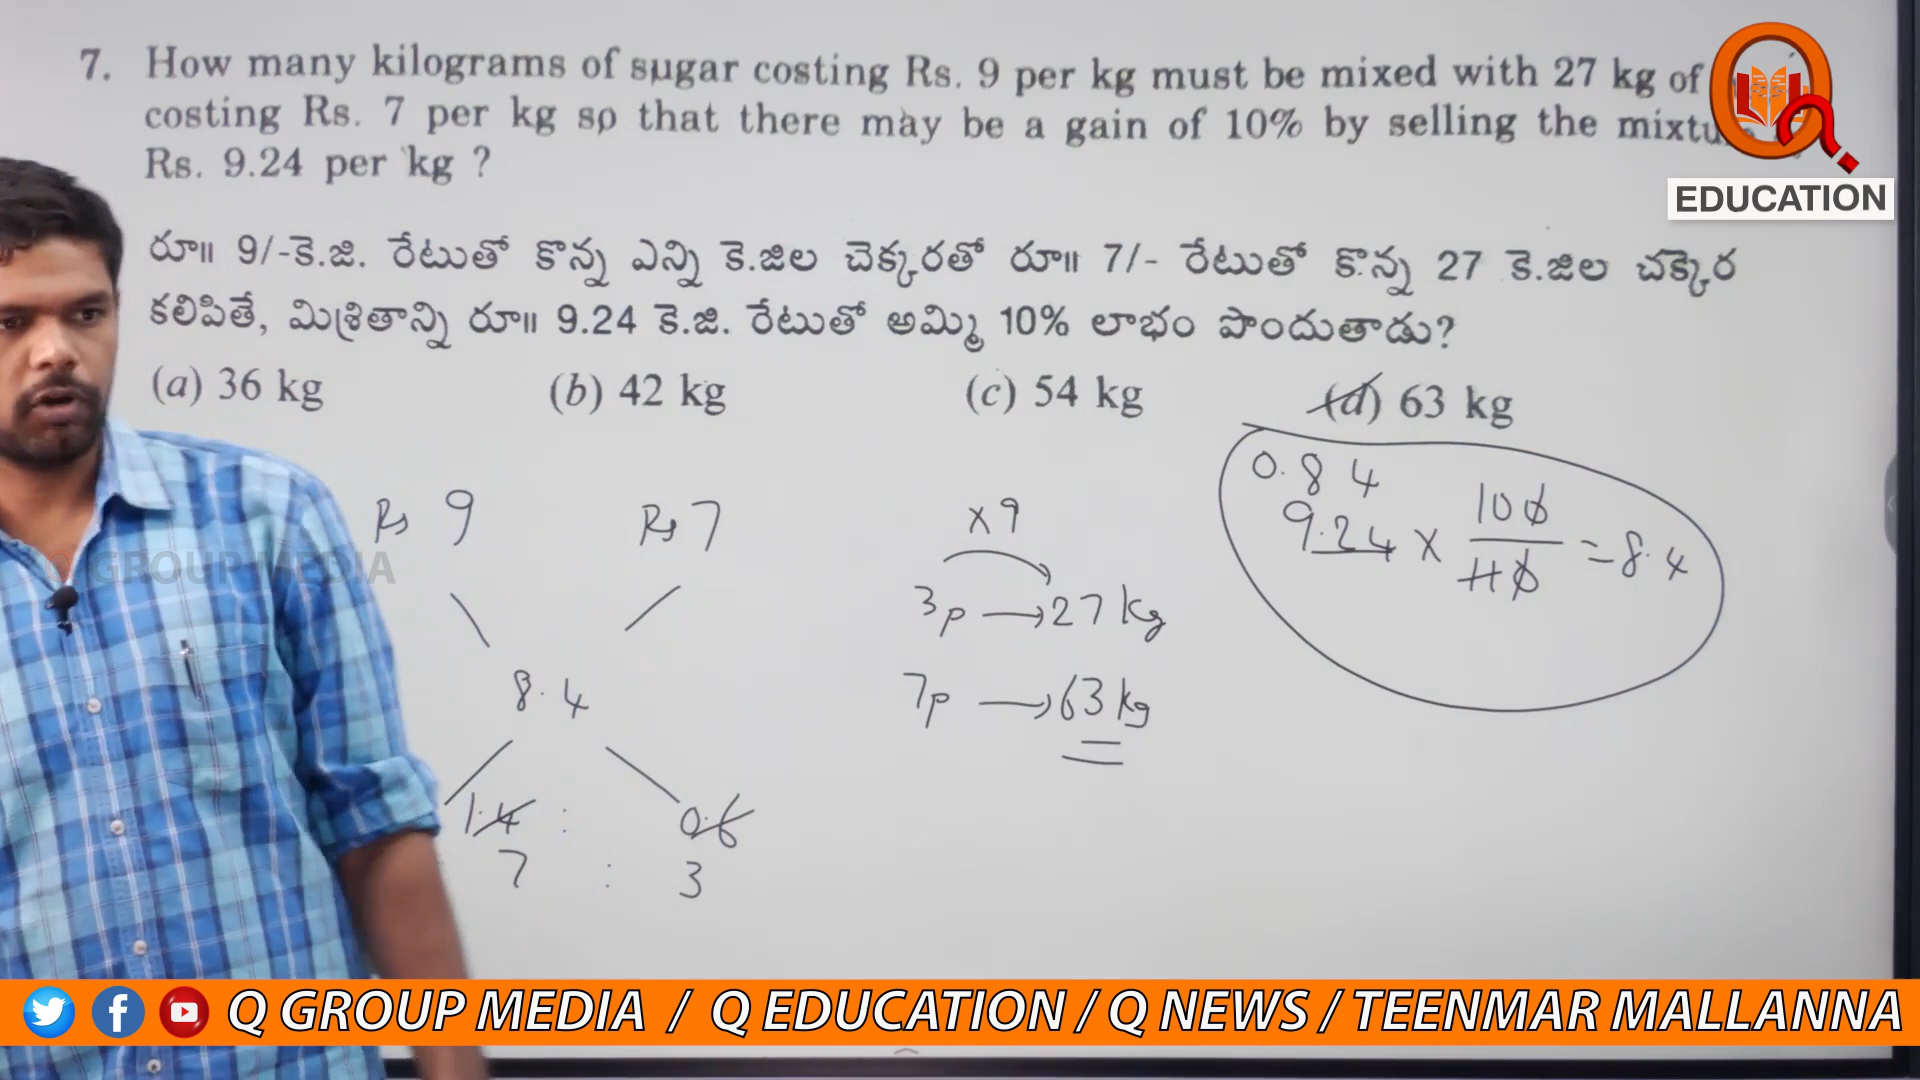 7. How many kilograms of sugar costing Rs. 9 per kg must be mixed with 27 kg of
costing Rs. 7 per kg so that there may be a gain of 10% by selling the
Rs. 9.24 per kg ?
EDUCATION
రూ॥ 9/-కె.జి. రేటుతో కొన్న ఎన్ని కె.జిల చెక్కరతో రూ॥ 7/- రేటుతో కొన్న 27 కె.జిల చక్కెర
కలిపితే, మిశ్రితాన్ని రూ॥ 9.24 కె.జి. రేటుతో అమ్మి 10% లాభం పొందుతాడు?
(a) 36 kg (b) 42 kg (c) 54 kg (d) 63 kg
Rs 9 Rs 7
8.4
1.4 : 0.6
7 : 3
×9
3p → 27 kg
7p → 63 kg
0.84
9.24 × 100/110 = 8.4
Q GROUP MEDIA
Q GROUP MEDIA / Q EDUCATION / Q NEWS / TEENMAR MALLANNA